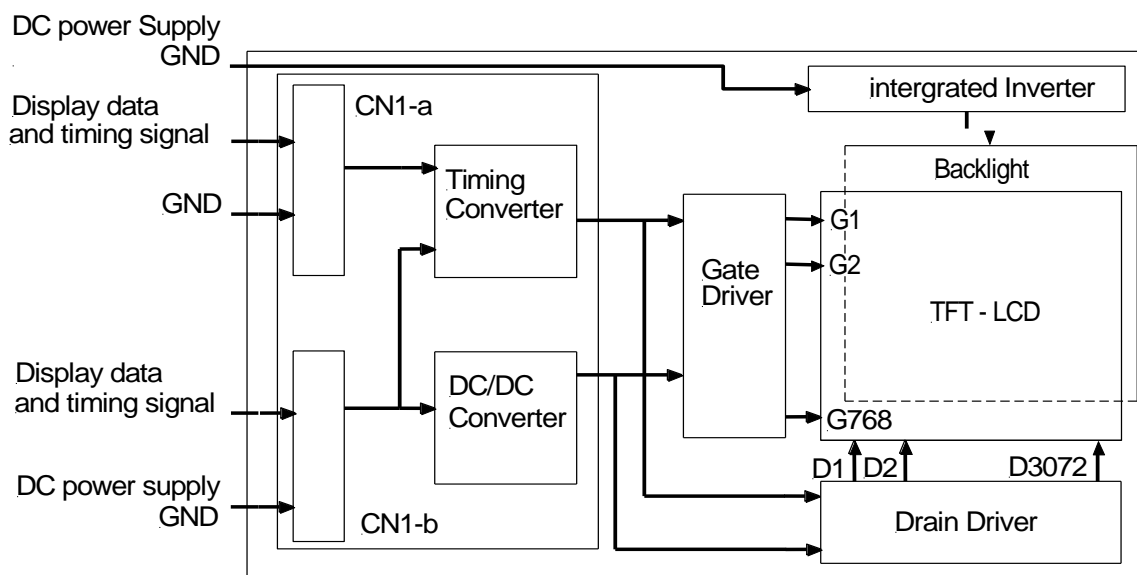 DC power Supply
GND
Display data
and timing signal
GND
Display data
and timing signal
DC power supply
GND
CN1-a
Timing
Converter
DC/DC
Converter
CN1-b
Gate
Driver
intergrated Inverter
Backlight
G1
G2
TFT - LCD
G768
D1 D2 D3072
Drain Driver